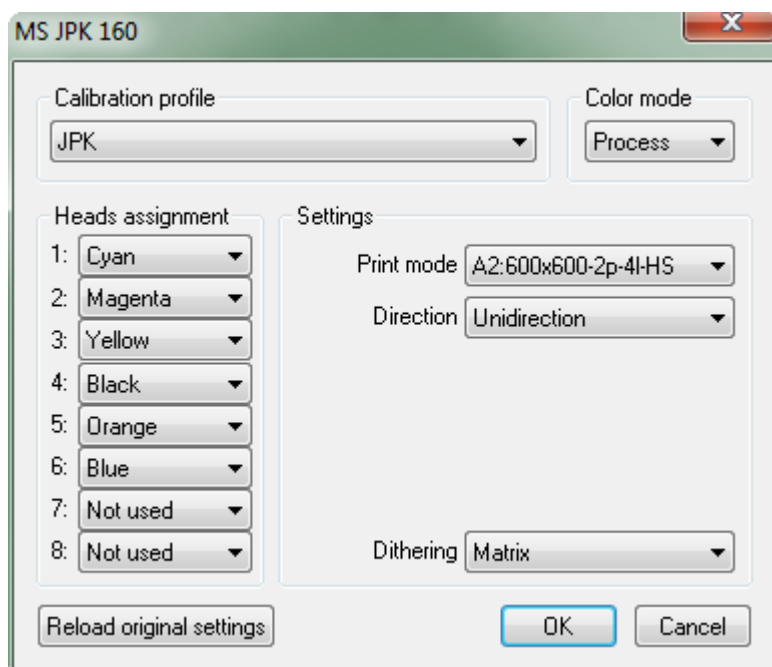 MS JPK 160
Calibration profile
JPK
Color mode
Process
Heads assignment
1: Cyan
2: Magenta
3: Yellow
4: Black
5: Orange
6: Blue
7: Not used
8: Not used
Settings
Print mode A2:600x600-2p-4l-HS
Direction Unidirection
Dithering Matrix
Reload original settings
OK
Cancel